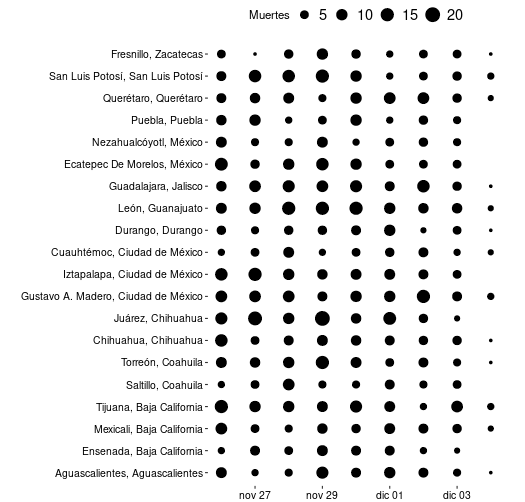 Muertes 5 10 15 20
Fresnillo, Zacatecas
San Luis Potosí, San Luis Potosí
Querétaro, Querétaro
Puebla, Puebla
Nezahualcóyotl, México
Ecatepec De Morelos, México
Guadalajara, Jalisco
León, Guanajuato
Durango, Durango
Cuauhtémoc, Ciudad de México
Iztapalapa, Ciudad de México
Gustavo A. Madero, Ciudad de México
Juárez, Chihuahua
Chihuahua, Chihuahua
Torreón, Coahuila
Saltillo, Coahuila
Tijuana, Baja California
Mexicali, Baja California
Ensenada, Baja California
Aguascalientes, Aguascalientes
nov 27 nov 29 dic 01 dic 03